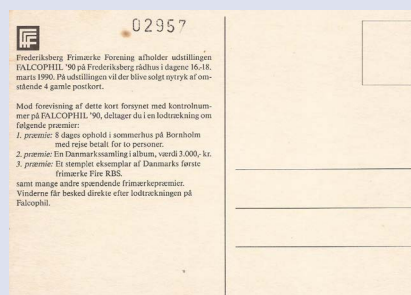 02957
Frederiksberg Frimærke Forening afholder udstillingen
FALCOPHIL '90 på Frederiksberg rådhus i dagene 16.-18.
marts 1990. På udstillingen vil der blive solgt nytryk af om-
stående 4 gamle postkort.
Mod forevisning af dette kort forsynet med kontrolnum-
mer på FALCOPHIL '90, deltager du i en lodtrækning om
følgende præmier:
1. præmie: 8 dages ophold i sommerhus på Bornholm
med rejse betalt for to personer.
2. præmie: En Danmarkssamling i album, værdi 3.000,- kr.
3. præmie: Et stemplet eksemplar af Danmarks første
frimærke Fire RBS.
samt mange andre spændende frimærkepræmier.
Vinderne får besked direkte efter lodtrækningen på
Falcophil.